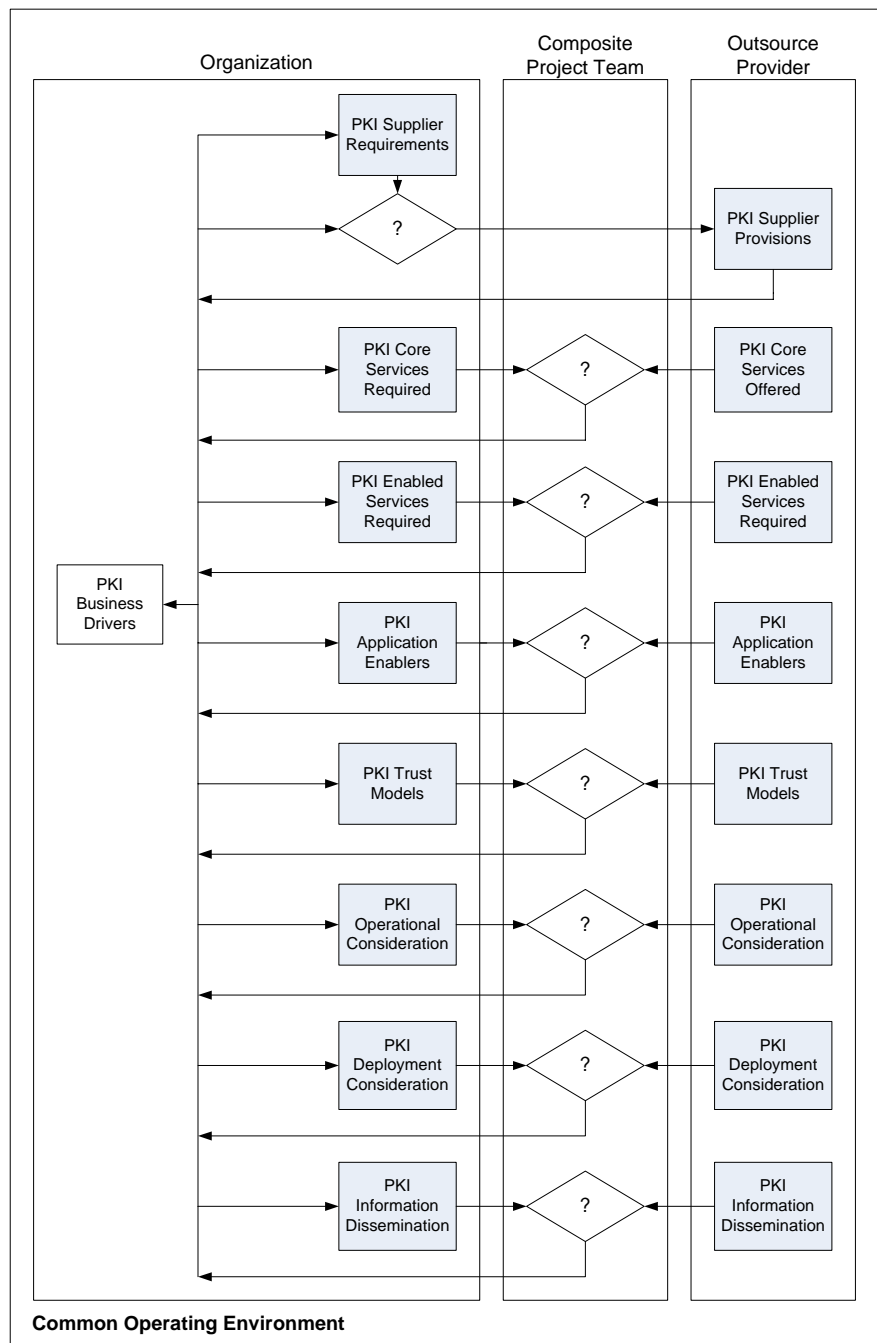 Organization
Composite
Project Team
Outsource
Provider
PKI Supplier
Requirements
?
PKI Supplier
Provisions
PKI Core
Services
Required
?
PKI Core
Services
Offered
PKI Enabled
Services
Required
?
PKI Enabled
Services
Required
PKI
Business
Drivers
PKI
Application
Enablers
?
PKI
Application
Enablers
PKI Trust
Models
?
PKI Trust
Models
PKI
Operational
Consideration
?
PKI
Operational
Consideration
PKI
Deployment
Consideration
?
PKI
Deployment
Consideration
PKI
Information
Dissemination
?
PKI
Information
Dissemination
Common Operating Environment